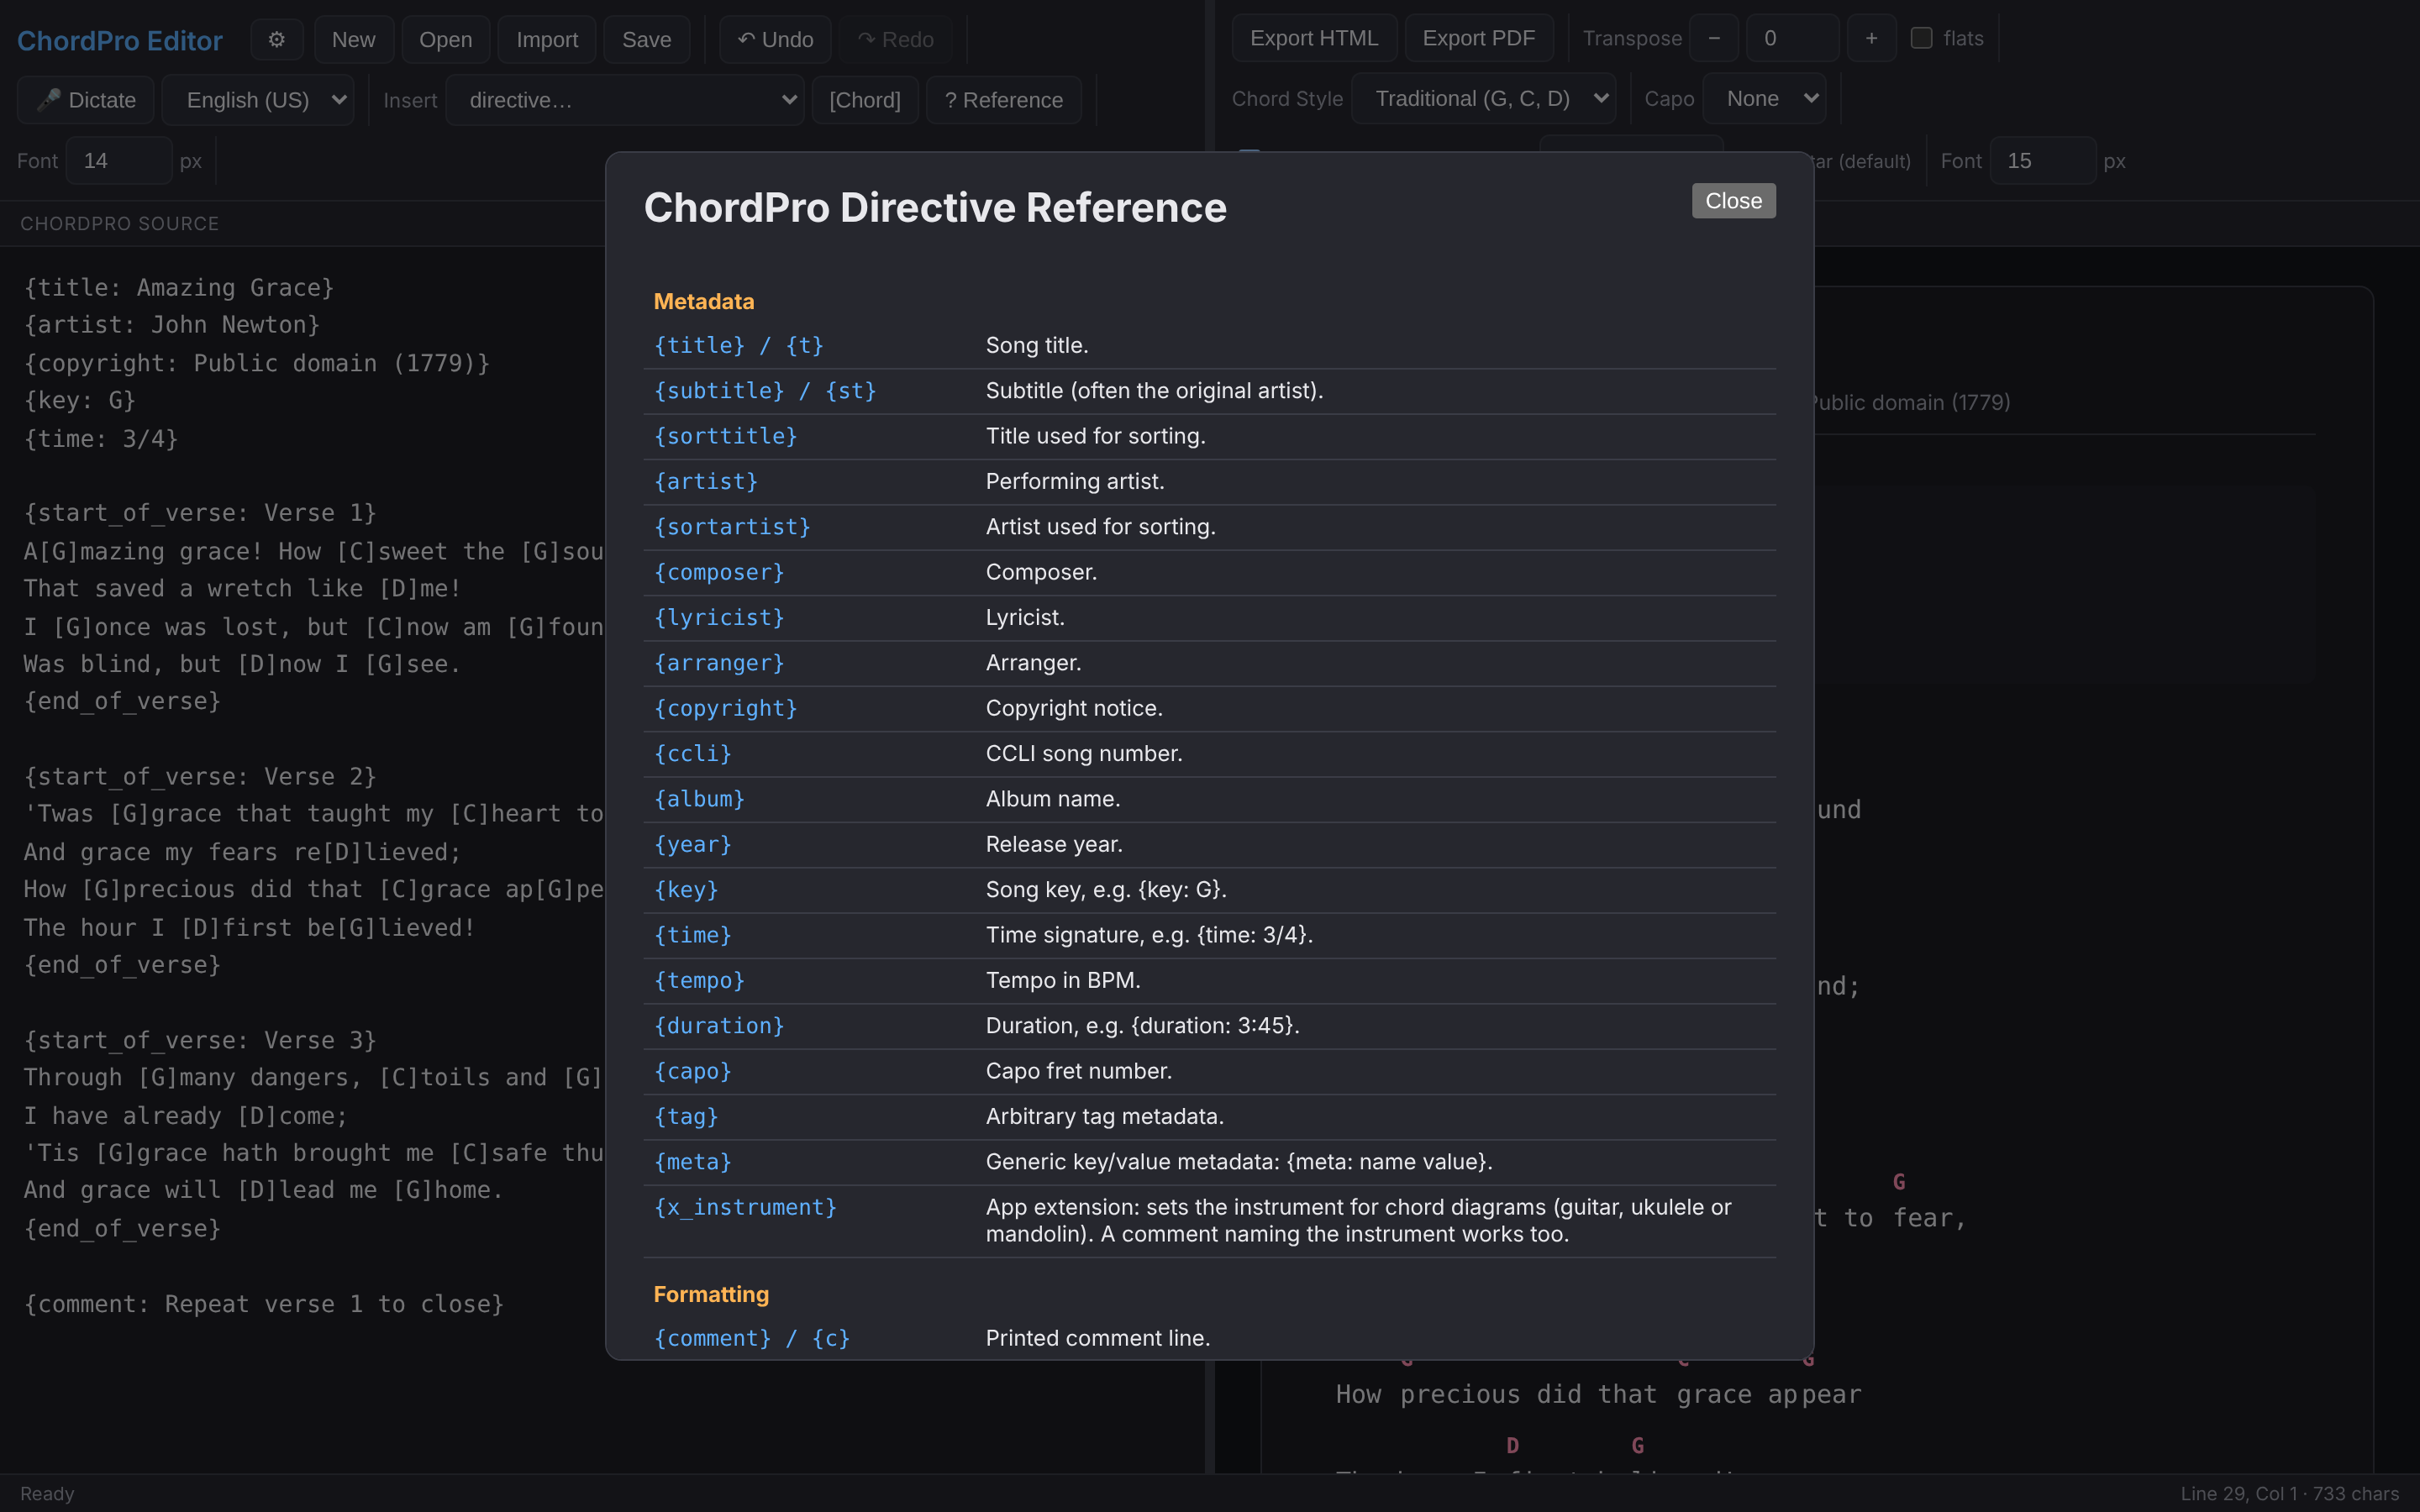 ChordPro Editor ⚙ New Open Import Save ↶ Undo ↷ Redo
🎤 Dictate English (US) Insert directive… [Chord] ? Reference
Font 14 px
CHORDPRO SOURCE
{title: Amazing Grace}
{artist: John Newton}
{copyright: Public domain (1779)}
{key: G}
{time: 3/4}
{start_of_verse: Verse 1}
A[G]mazing grace! How [C]sweet the [G]sou
That saved a wretch like [D]me!
I [G]once was lost, but [C]now am [G]foun
Was blind, but [D]now I [G]see.
{end_of_verse}
{start_of_verse: Verse 2}
'Twas [G]grace that taught my [C]heart to
And grace my fears re[D]lieved;
How [G]precious did that [C]grace ap[G]pe
The hour I [D]first be[G]lieved!
{end_of_verse}
{start_of_verse: Verse 3}
Through [G]many dangers, [C]toils and [G]
I have already [D]come;
'Tis [G]grace hath brought me [C]safe thu
And grace will [D]lead me [G]home.
{end_of_verse}
{comment: Repeat verse 1 to close}
Export HTML Export PDF Transpose − 0 + flats
Chord Style Traditional (G, C, D) Capo None
tar (default) Font 15 px
Public domain (1779)
und
nd;
G
t to fear,
G C G
How precious did that grace appear
D G
ChordPro Directive Reference
Close
Metadata
{title} / {t} Song title.
{subtitle} / {st} Subtitle (often the original artist).
{sorttitle} Title used for sorting.
{artist} Performing artist.
{sortartist} Artist used for sorting.
{composer} Composer.
{lyricist} Lyricist.
{arranger} Arranger.
{copyright} Copyright notice.
{ccli} CCLI song number.
{album} Album name.
{year} Release year.
{key} Song key, e.g. {key: G}.
{time} Time signature, e.g. {time: 3/4}.
{tempo} Tempo in BPM.
{duration} Duration, e.g. {duration: 3:45}.
{capo} Capo fret number.
{tag} Arbitrary tag metadata.
{meta} Generic key/value metadata: {meta: name value}.
{x_instrument} App extension: sets the instrument for chord diagrams (guitar, ukulele or
mandolin). A comment naming the instrument works too.
Formatting
{comment} / {c} Printed comment line.
Ready
Line 29, Col 1 · 733 chars